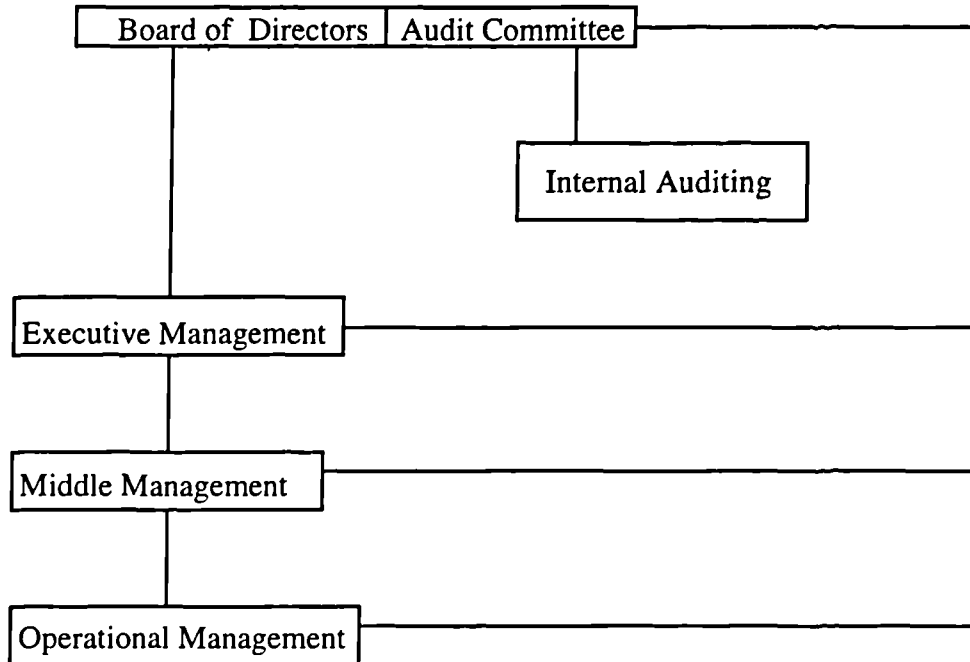 Board of Directors
Audit Committee
Internal Auditing
Executive Management
Middle Management
Operational Management